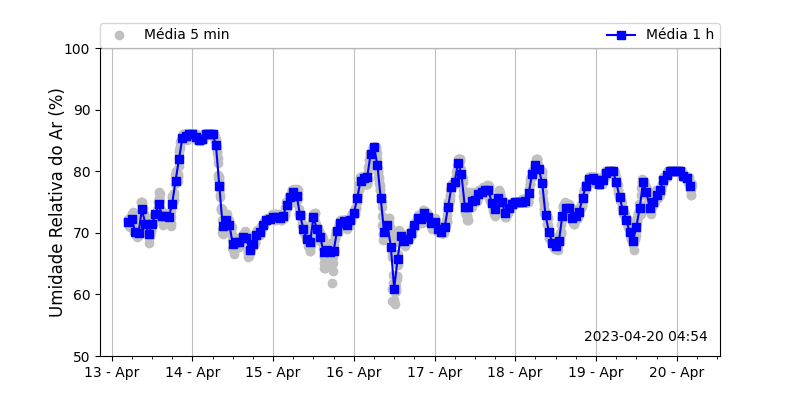 Média 5 min
Média 1 h
Umidade Relativa do Ar (%)
100
90
80
70
60
50
2023-04-20 04:54
13 - Apr
14 - Apr
15 - Apr
16 - Apr
17 - Apr
18 - Apr
19 - Apr
20 - Apr